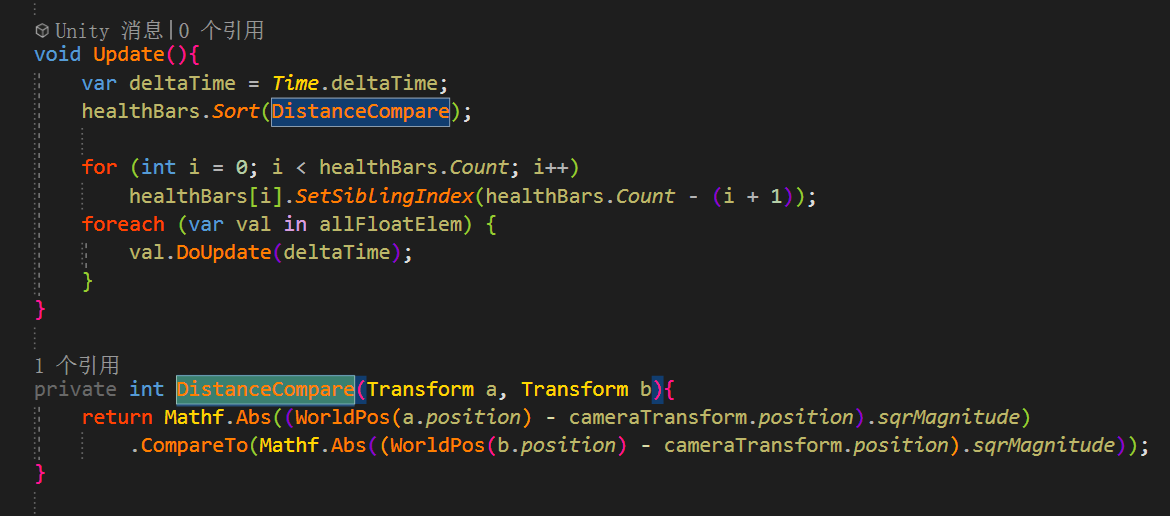 Unity 消息|0 个引用
void Update(){
var deltaTime = Time.deltaTime;
healthBars.Sort(DistanceCompare);
for (int i = 0; i < healthBars.Count; i++)
healthBars[i].SetSiblingIndex(healthBars.Count - (i + 1));
foreach (var val in allFloatElem) {
val.DoUpdate(deltaTime);
}
}
1 个引用
private int DistanceCompare(Transform a, Transform b){
return Mathf.Abs((WorldPos(a.position) - cameraTransform.position).sqrMagnitude)
.CompareTo(Mathf.Abs((WorldPos(b.position) - cameraTransform.position).sqrMagnitude));
}